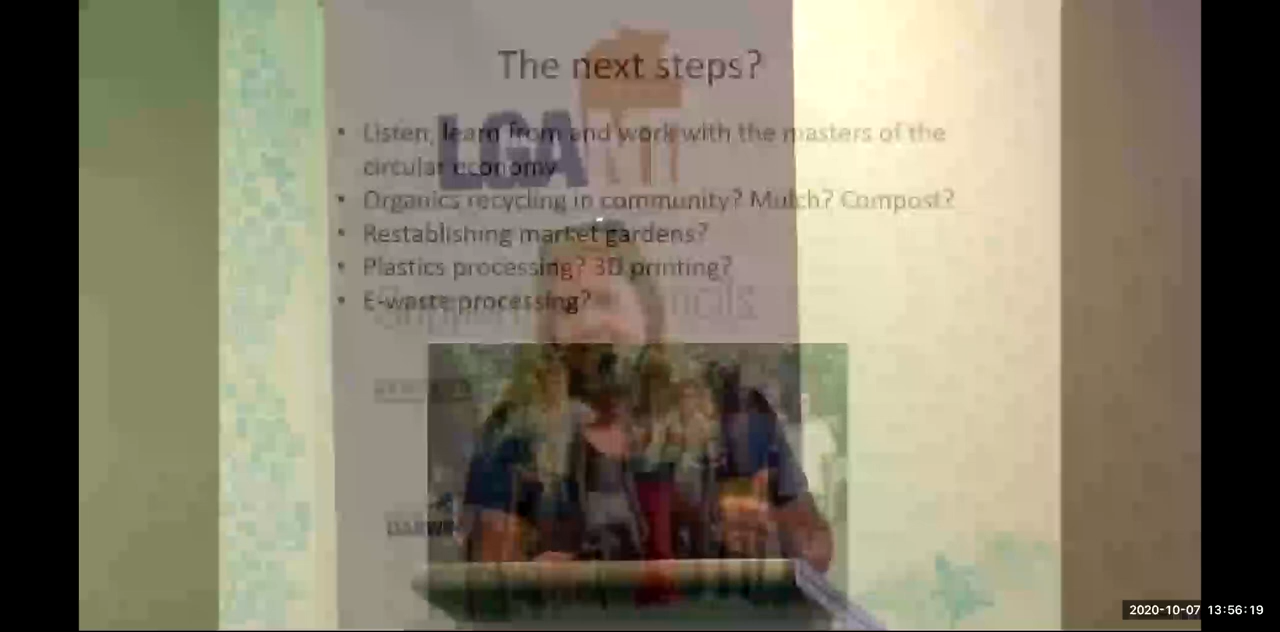 The next steps?
LGA
• Listen, learn from and work with the masters of the
circular economy
• Organics recycling in community? Mulch? Compost?
• Restablishing market gardens?
• Plastics processing? 3D printing?
• E-waste processing?
DARWIN
2020-10-07 13:56:19